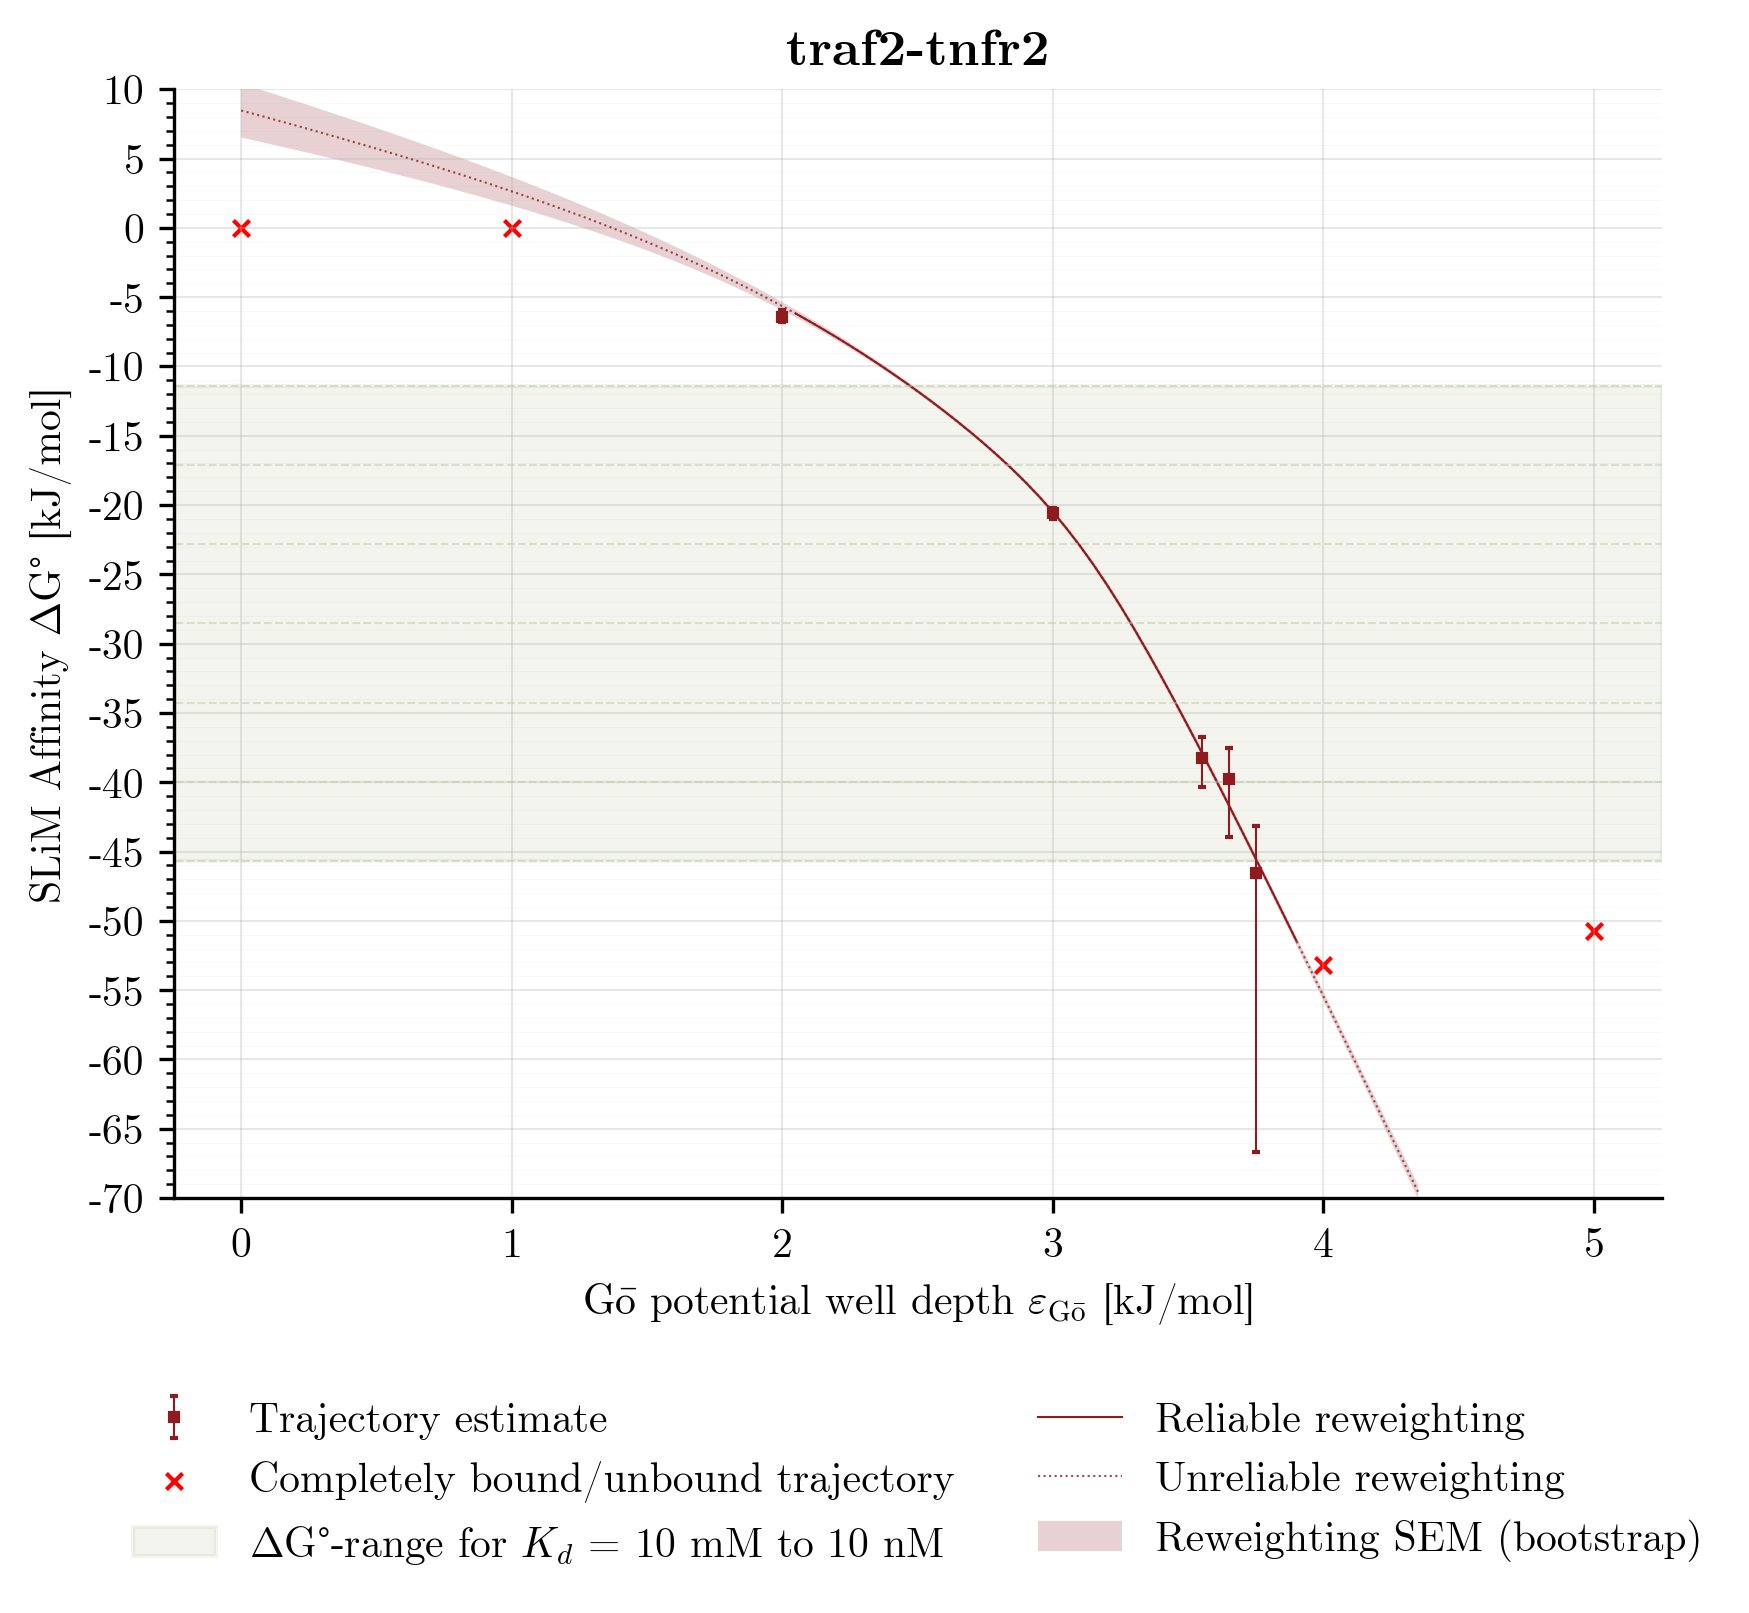 traf2-tnfr2
10
5
0
-5
-10
-15
-20
-25
-30
-35
-40
-45
-50
-55
-60
-65
-70
SLiM Affinity ΔG° [kJ/mol]
0 1 2 3 4 5
Gō potential well depth ε_Gō [kJ/mol]
Trajectory estimate
Completely bound/unbound trajectory
ΔG°-range for K_d = 10 mM to 10 nM
Reliable reweighting
Unreliable reweighting
Reweighting SEM (bootstrap)